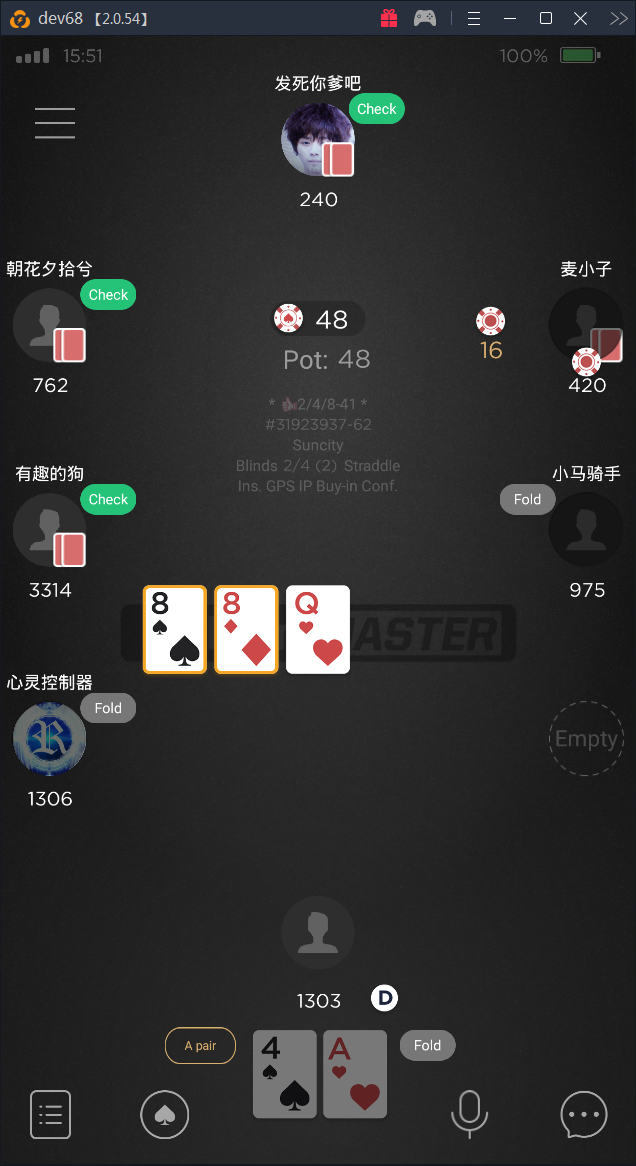 dev68 【2.0.54】
15:51
100%
发死你爹吧
Check
240
朝花夕拾兮
Check
762
48
Pot: 48
麦小子
16
420
* 2/4/8-41 *
#31923937-62
Suncity
Blinds 2/4 (2) Straddle
Ins. GPS IP Buy-in Conf.
有趣的狗
Check
3314
小马骑手
Fold
975
8
8
Q
MASTER
心灵控制器
Fold
R
1306
Empty
1303
D
A pair
4
A
Fold